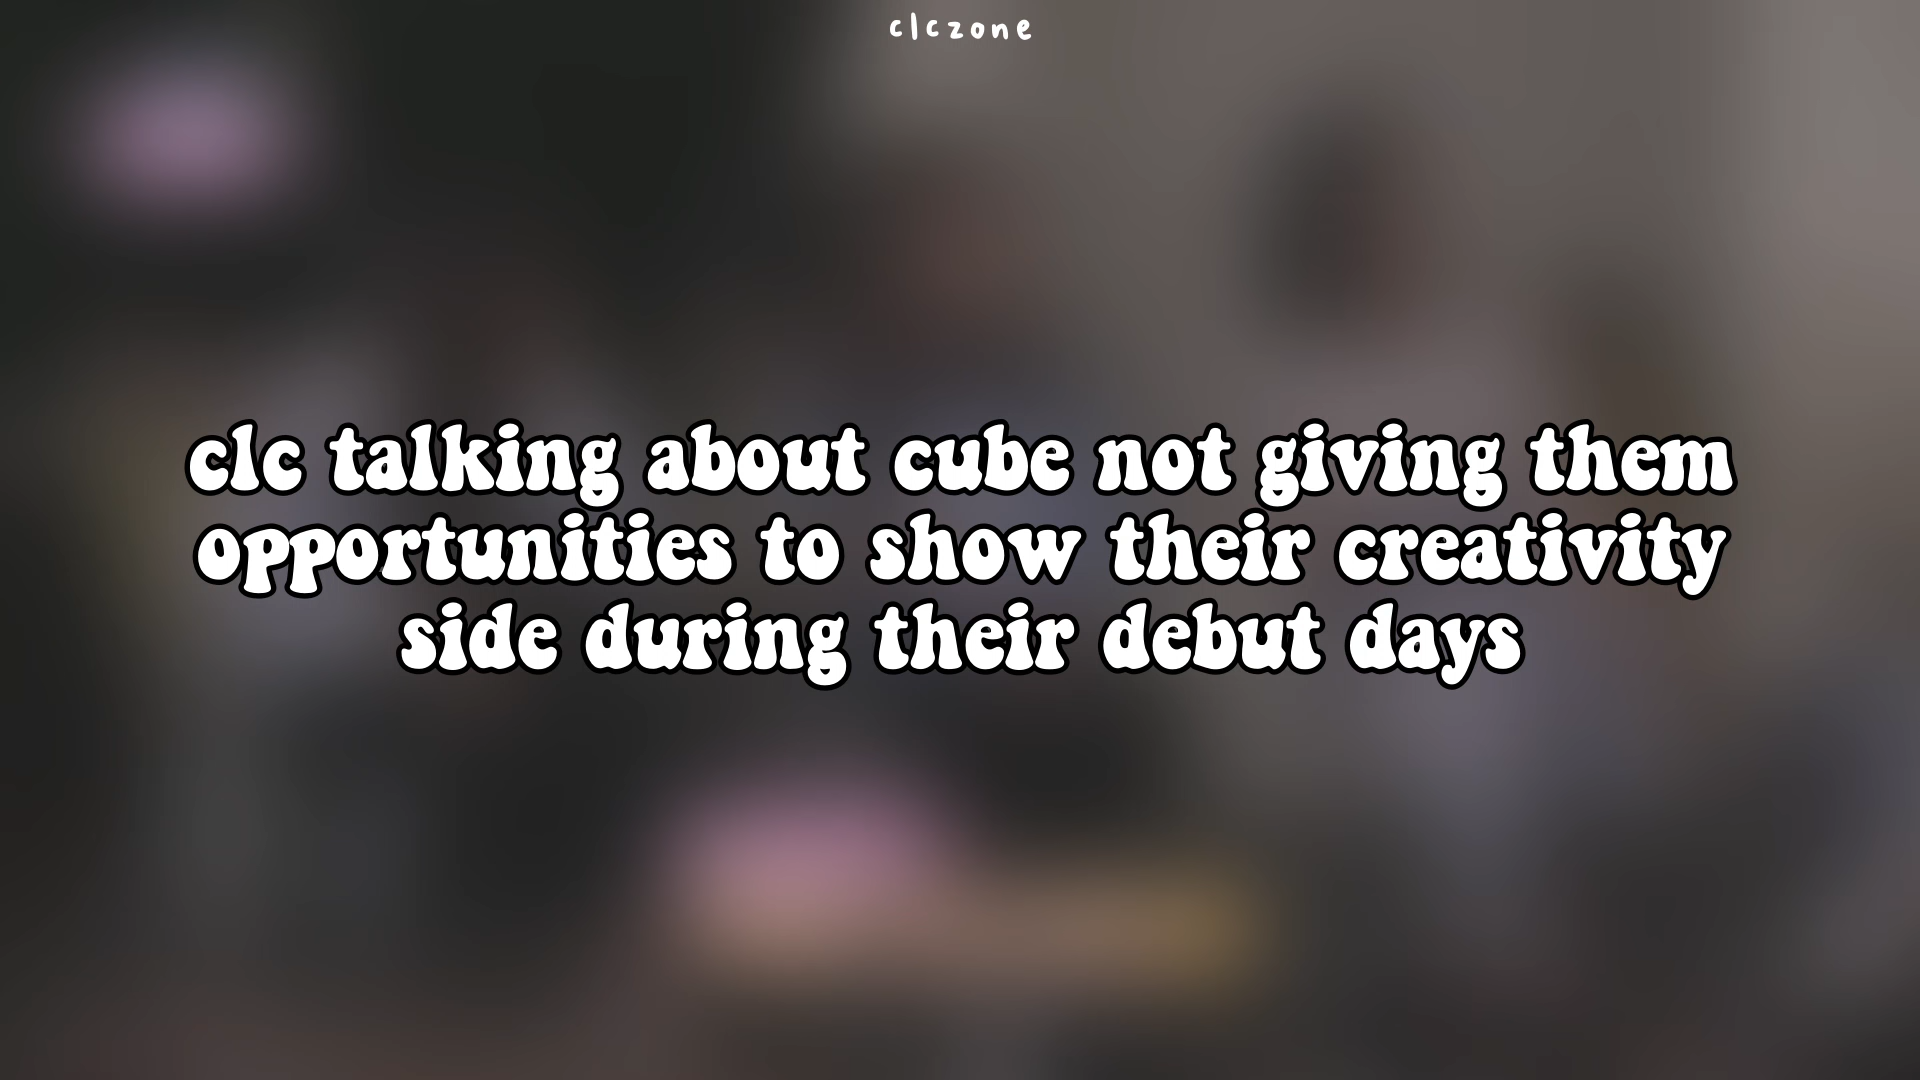 clczone
clc talking about cube not giving them
opportunities to show their creativity
side during their debut days